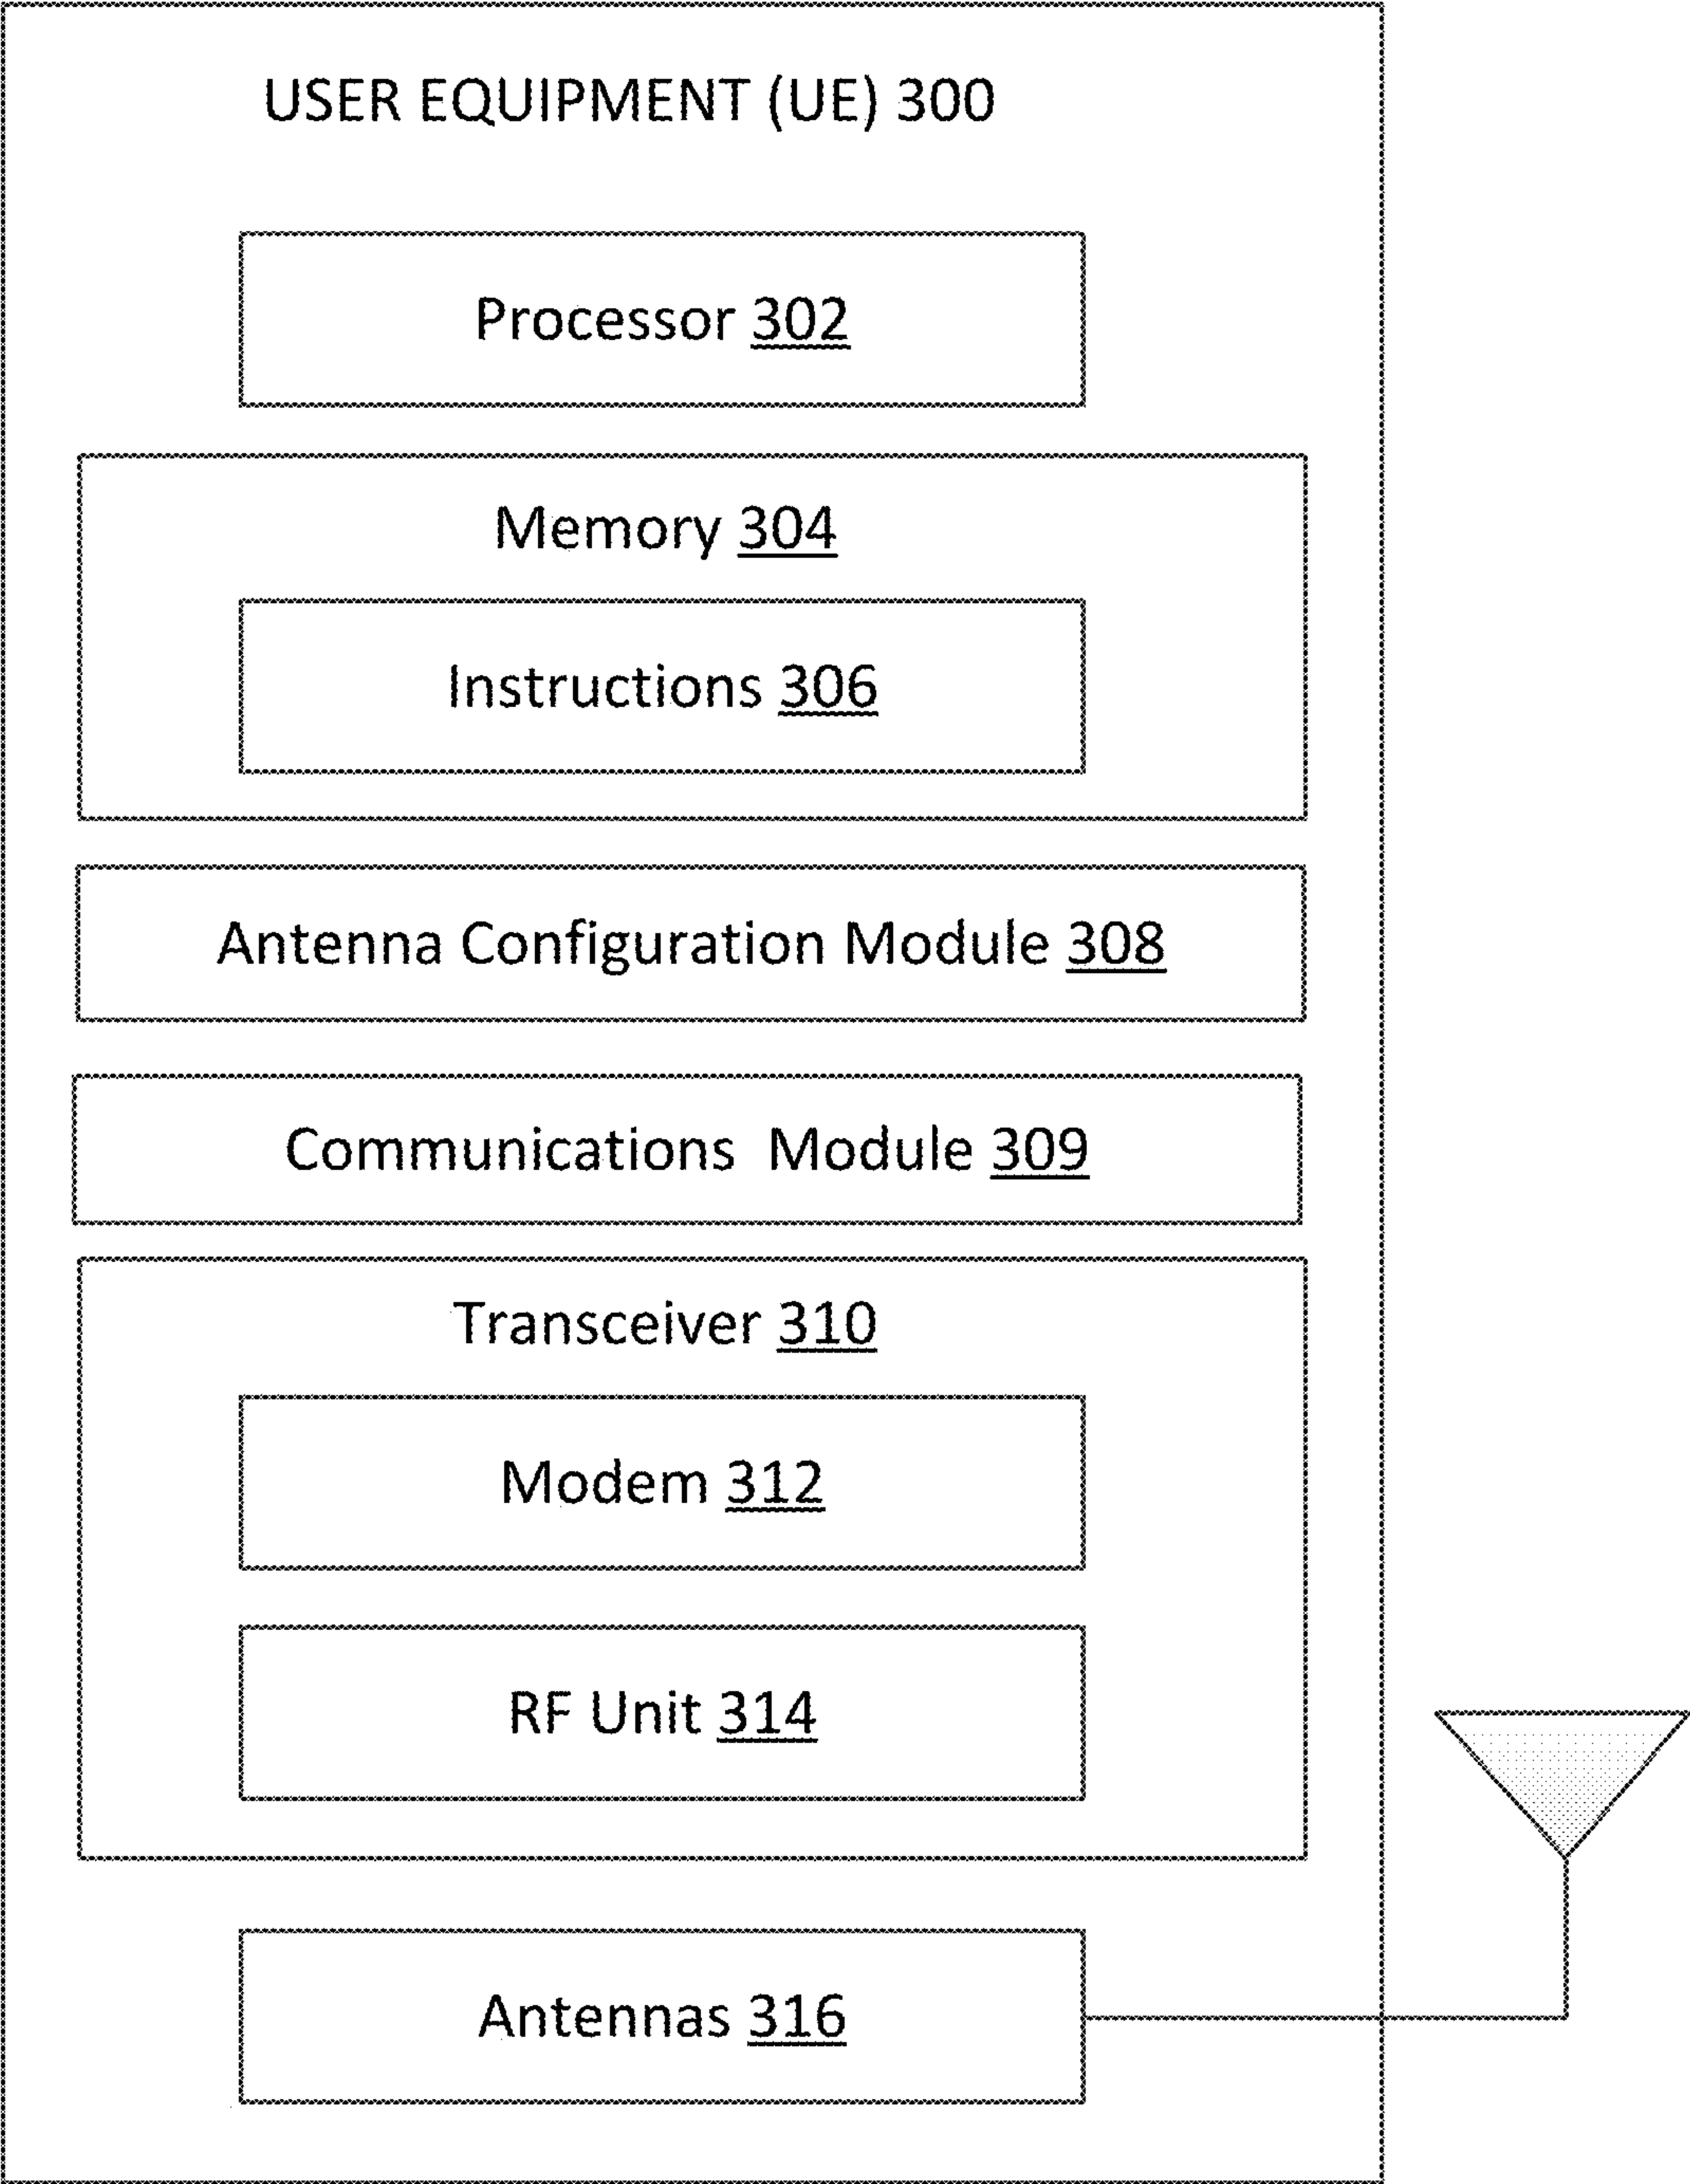 USER EQUIPMENT (UE) 300
Processor 302
Memory 304
Instructions 306
Antenna Configuration Module 308
Communications Module 309
Transceiver 310
Modem 312
RF Unit 314
Antennas 316